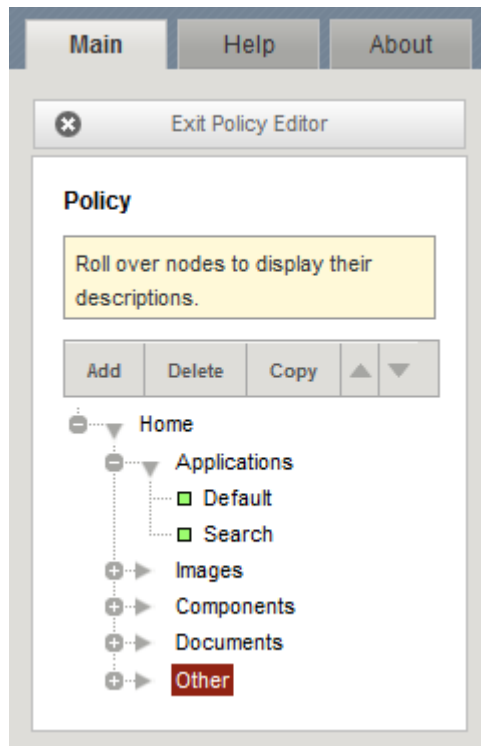 Main Help About
Exit Policy Editor
Policy
Roll over nodes to display their
descriptions.
Add Delete Copy
Home
Applications
Default
Search
Images
Components
Documents
Other